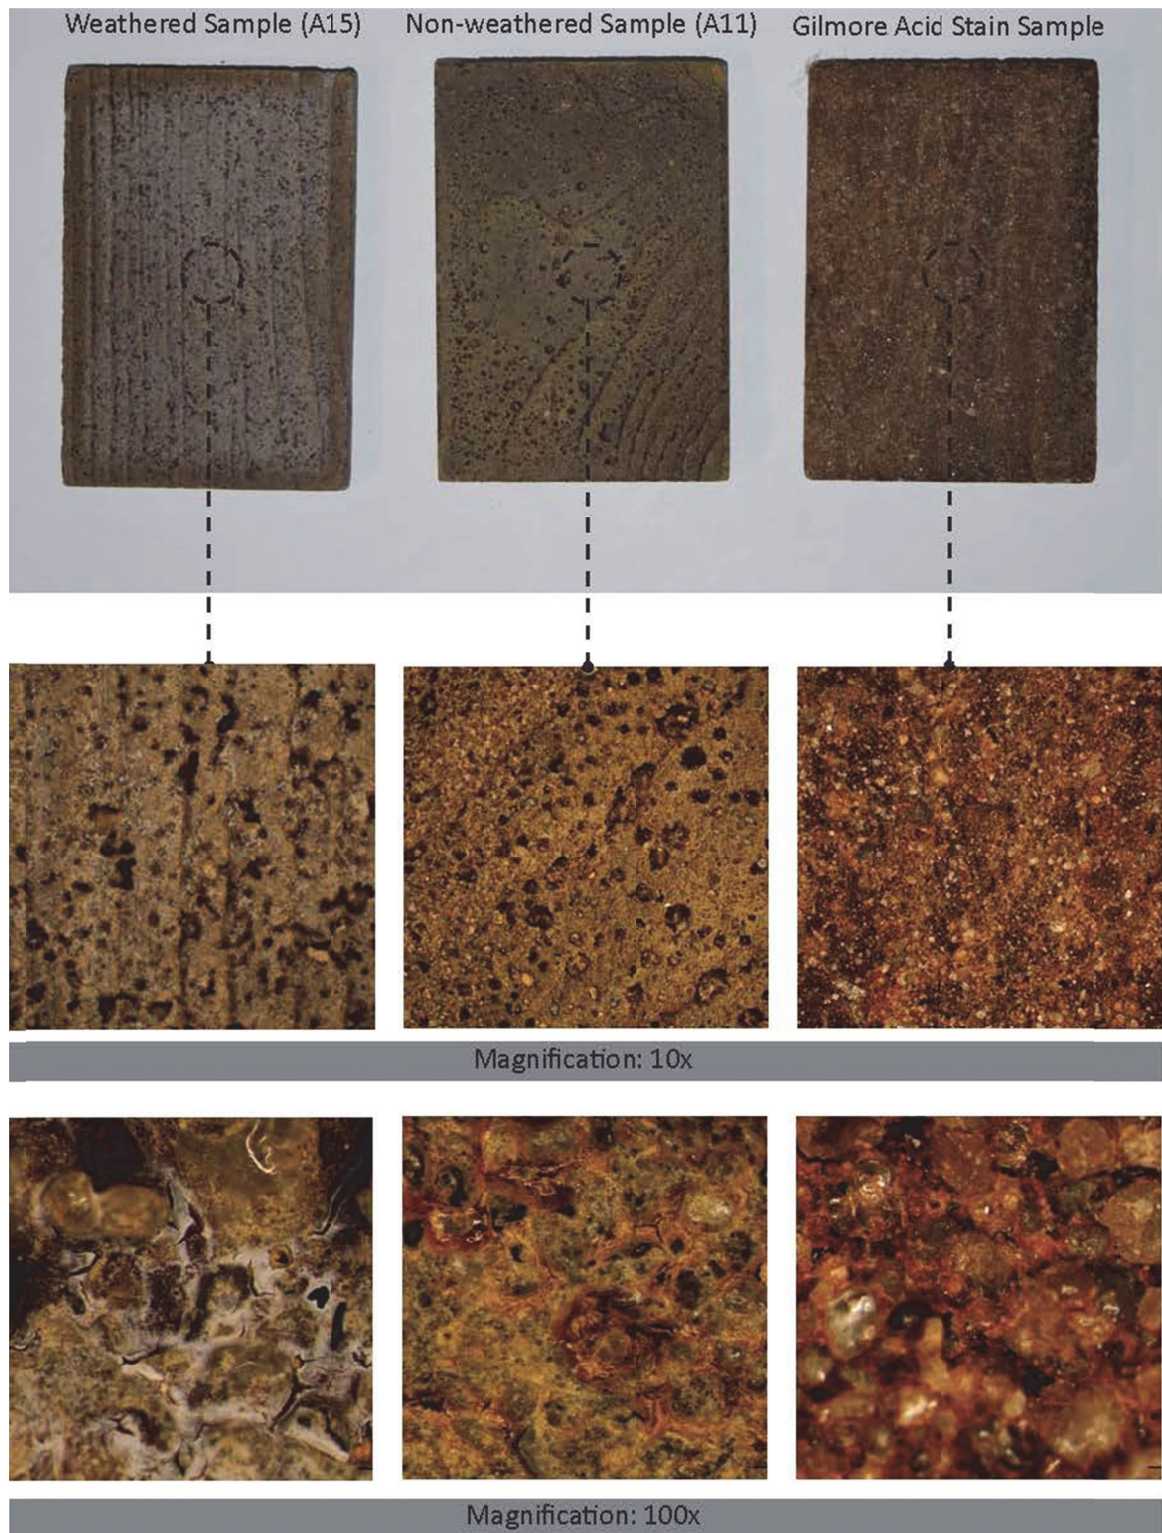 Weathered Sample (A15)
Non-weathered Sample (A11)
Gilmore Acid Stain Sample
Magnification: 10x
Magnification: 100x